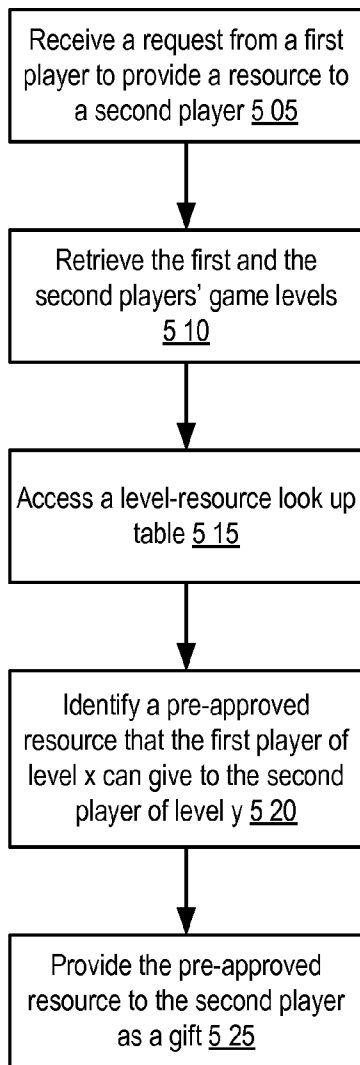 Receive a request from a first
player to provide a resource to
a second player 5 05
Retrieve the first and the
second players' game levels
5 10
Access a level-resource look up
table 5 15
Identify a pre-approved
resource that the first player of
level x can give to the second
player of level y 5 20
Provide the pre-approved
resource to the second player
as a gift 5 25